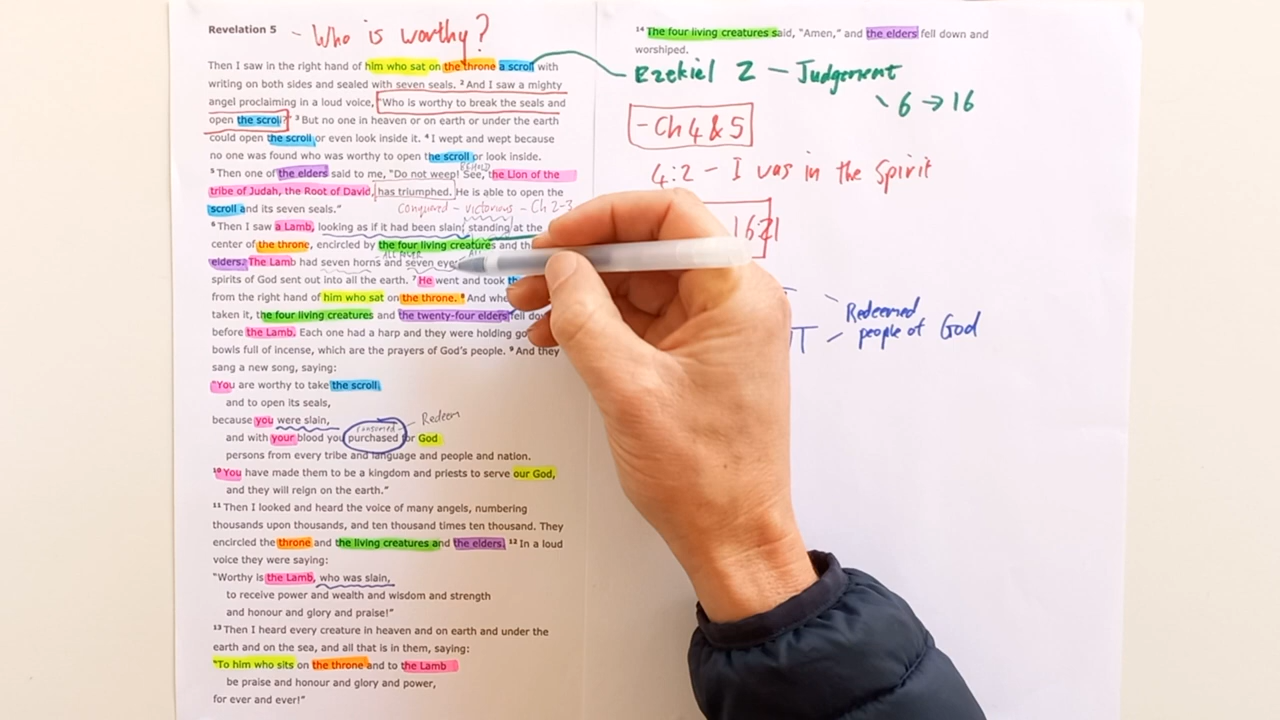 Revelation 5 - Who is worthy?
Then I saw in the right hand of him who sat on the throne a scroll with
writing on both sides and sealed with seven seals. 2 And I saw a mighty
angel proclaiming in a loud voice, "Who is worthy to break the seals and
open the scroll?" 3 But no one in heaven or on earth or under the earth
could open the scroll or even look inside it. 4 I wept and wept because
no one was found who was worthy to open the scroll or look inside.
BEHOLD
5 Then one of the elders said to me, "Do not weep! See, the Lion of the
tribe of Judah, the Root of David, has triumphed. He is able to open the
scroll and its seven seals."
Conquered - victorious - Ch 2-3
6 Then I saw a Lamb, looking as if it had been slain, standing at the
center of the throne, encircled by the four living creatures and the
ALL POWER
elders. The Lamb had seven horns and seven eyes
spirits of God sent out into all the earth. 7 He went and took
from the right hand of him who sat on the throne. 8 And
taken it, the four living creatures and the twenty-four elders fell
before the Lamb. Each one had a harp and they were holding
bowls full of incense, which are the prayers of God's people. 9 And they
sang a new song, saying:
"You are worthy to take the scroll
and to open its seals,
because you were slain,
Redeem
and with your blood you purchased for God
persons from every tribe and language and people and nation.
10 You have made them to be a kingdom and priests to serve our God,
and they will reign on the earth."
11 Then I looked and heard the voice of many angels, numbering
thousands upon thousands, and ten thousand times ten thousand. They
encircled the throne and the living creatures and the elders. 12 In a loud
voice they were saying:
"Worthy is the Lamb, who was slain,
to receive power and wealth and wisdom and strength
and honour and glory and praise!"
13 Then I heard every creature in heaven and on earth and under the
earth and on the sea, and all that is in them, saying:
"To him who sits on the throne and to the Lamb
be praise and honour and glory and power,
for ever and ever!"
14 The four living creatures said, "Amen," and the elders fell down and
worshiped.
Ezekiel 2 - Judgement
6 → 16
- Ch 4 & 5
4:2 - I was in the Spirit
16:21
Redeemed
people of God